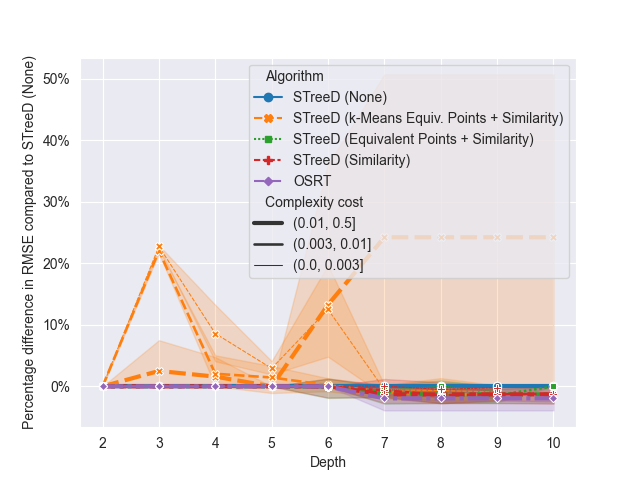 Percentage difference in RMSE compared to STreeD (None)
50%
40%
30%
20%
10%
0%
Algorithm
STreeD (None)
STreeD (k-Means Equiv. Points + Similarity)
STreeD (Equivalent Points + Similarity)
STreeD (Similarity)
OSRT
Complexity cost
(0.01, 0.5]
(0.003, 0.01]
(0.0, 0.003]
2 3 4 5 6 7 8 9 10
Depth